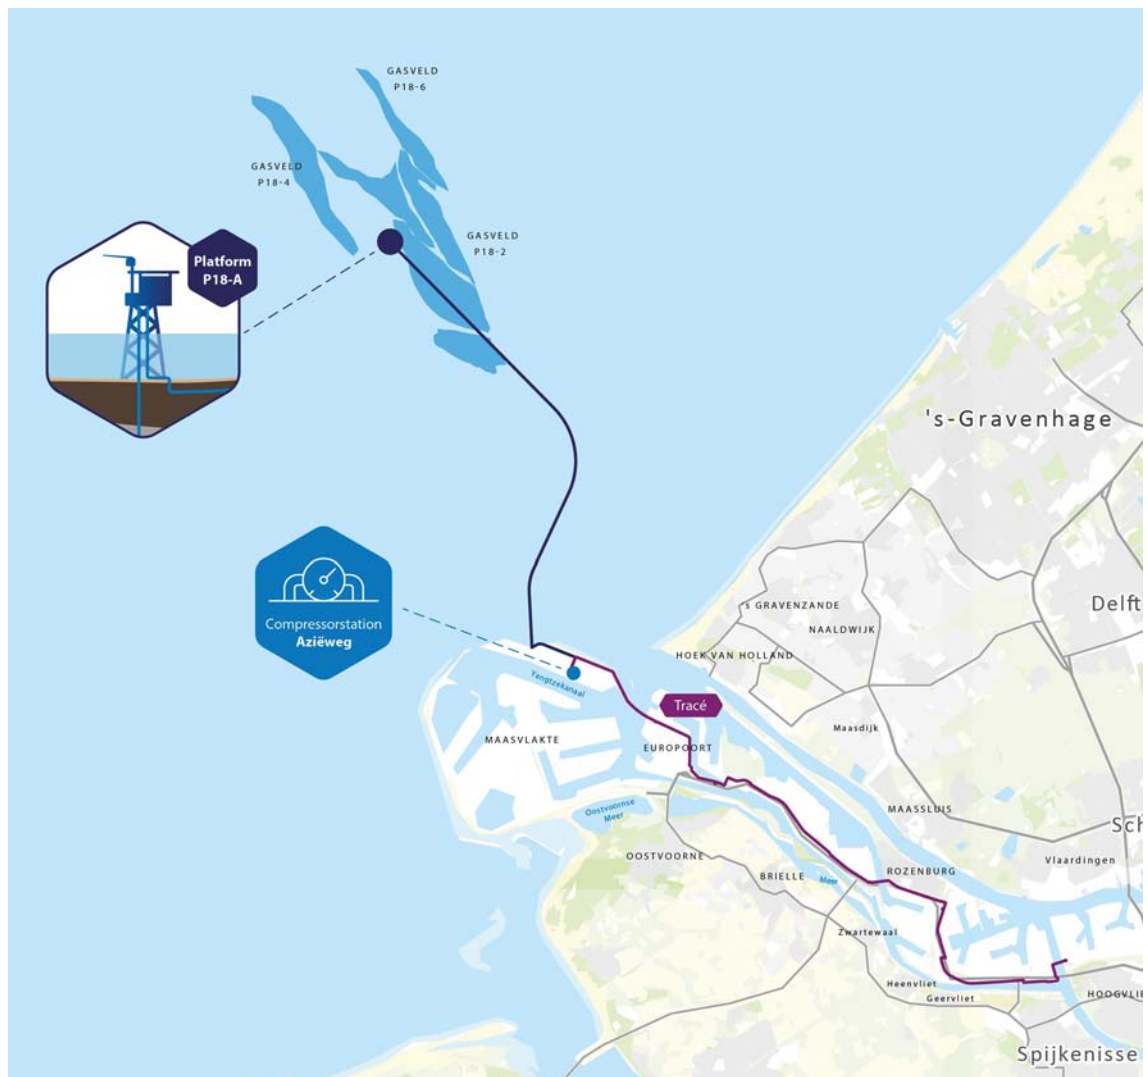 GASVELD
P18-6
GASVELD
P18-4
GASVELD
P18-2
Platform
P18-A
's-Gravenhage
Compressorstation
Aziëweg
Delft
's GRAVENZANDE
NAALDWIJK
HOEK VAN HOLLAND
Yangtzekanaal
Tracé
Maasdijk
MAASVLAKTE
EUROPOORT
Oostvoornse
Meer
MAASSLUIS
Sch
Vlaardingen
OOSTVOORNE
BRIELLE
Meer
ROZENBURG
Zwartewaal
Heenvliet
Geervliet
HOOGVLIE
Spijkenisse